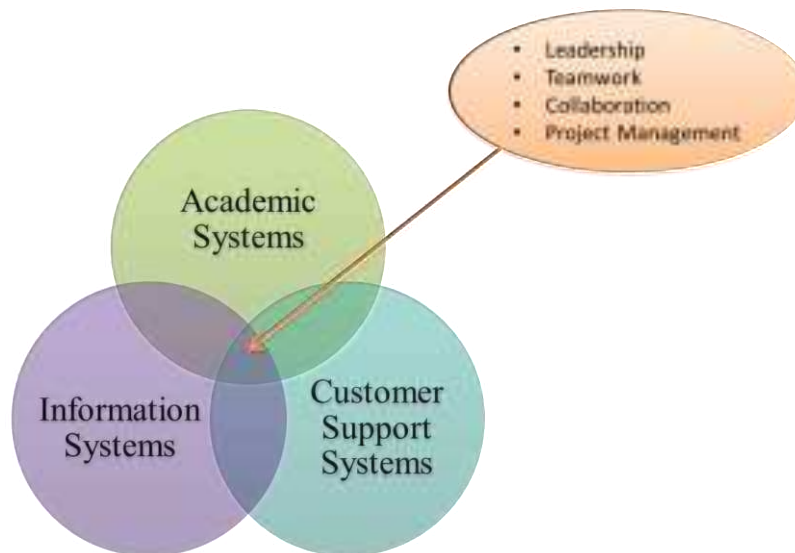 • Leadership
• Teamwork
• Collaboration
• Project Management
Academic
Systems
Information
Systems
Customer
Support
Systems